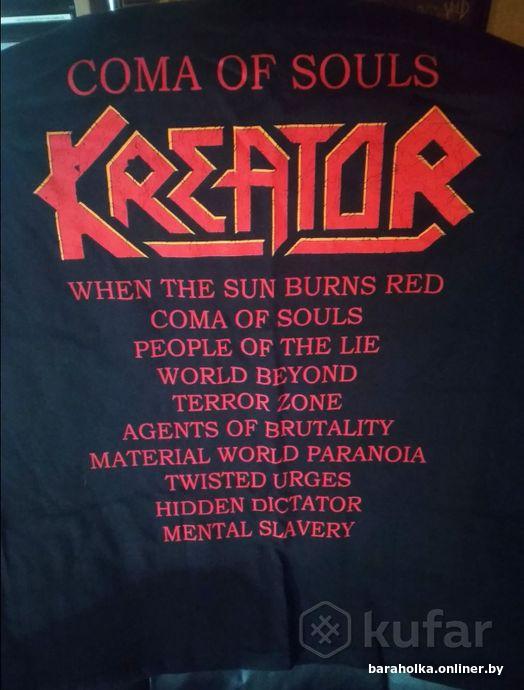 COMA OF SOULS
KREATOR
WHEN THE SUN BURNS RED
COMA OF SOULS
PEOPLE OF THE LIE
WORLD BEYOND
TERROR ZONE
AGENTS OF BRUTALITY
MATERIAL WORLD PARANOIA
TWISTED URGES
HIDDEN DICTATOR
MENTAL SLAVERY
kufar
baraholka.onliner.by